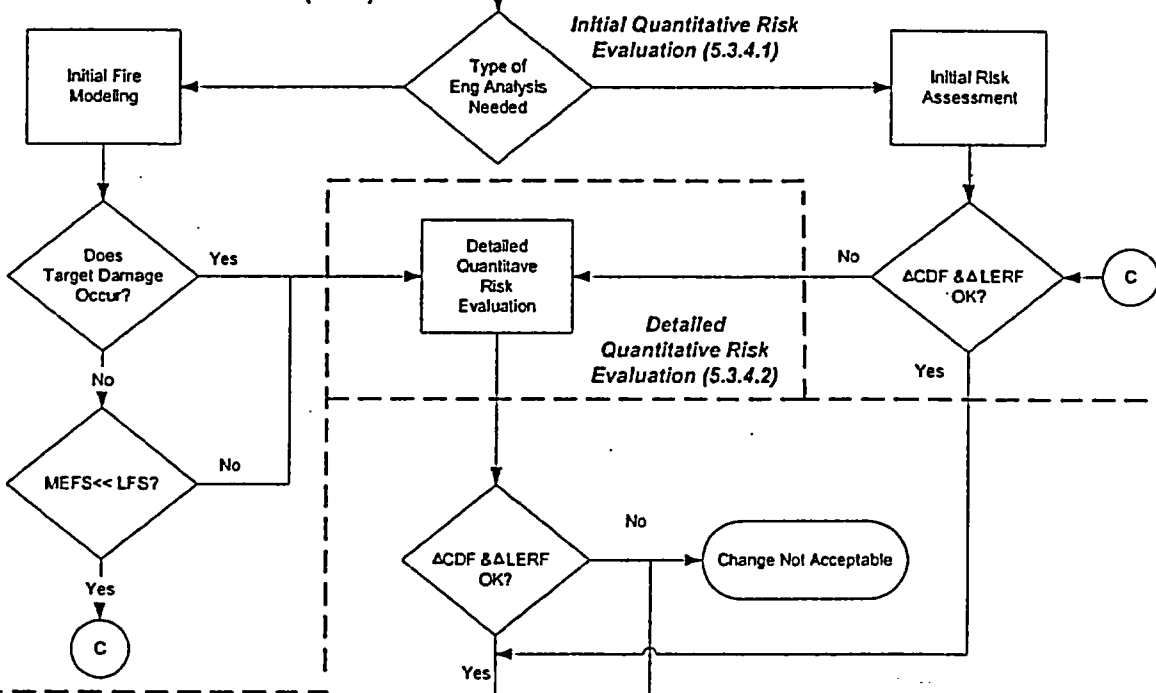 Initial Quantitative Risk
Evaluation (5.3.4.1)
Initial Fire
Modeling
Type of
Eng Analysis
Needed
Initial Risk
Assessment
Does
Target Damage
Occur?
Yes
Detailed
Quantitave
Risk
Evaluation
No
ΔCDF &Δ LERF
OK?
C
Detailed
Quantitative Risk
Evaluation (5.3.4.2)
No
Yes
MEFS<< LFS?
No
No
ΔCDF &Δ LERF
OK?
Change Not Acceptable
Yes
C
Yes